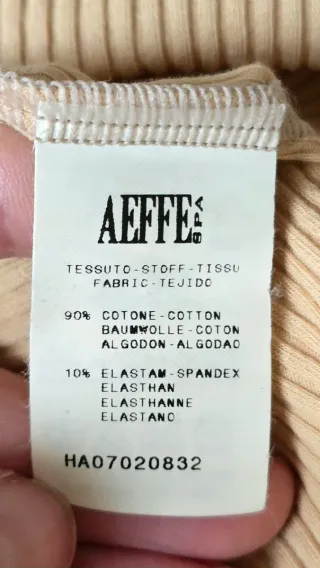 AEFFE SPA
TESSUTO-STOFF-TISSU
FABRIC-TEJIDO
90% COTONE-COTTON
BAUMWOLLE-COTON
ALGODON-ALGODAO
10% ELASTAM-SPANDEX
ELASTHAN
ELASTHANNE
ELASTANO
HA07020832